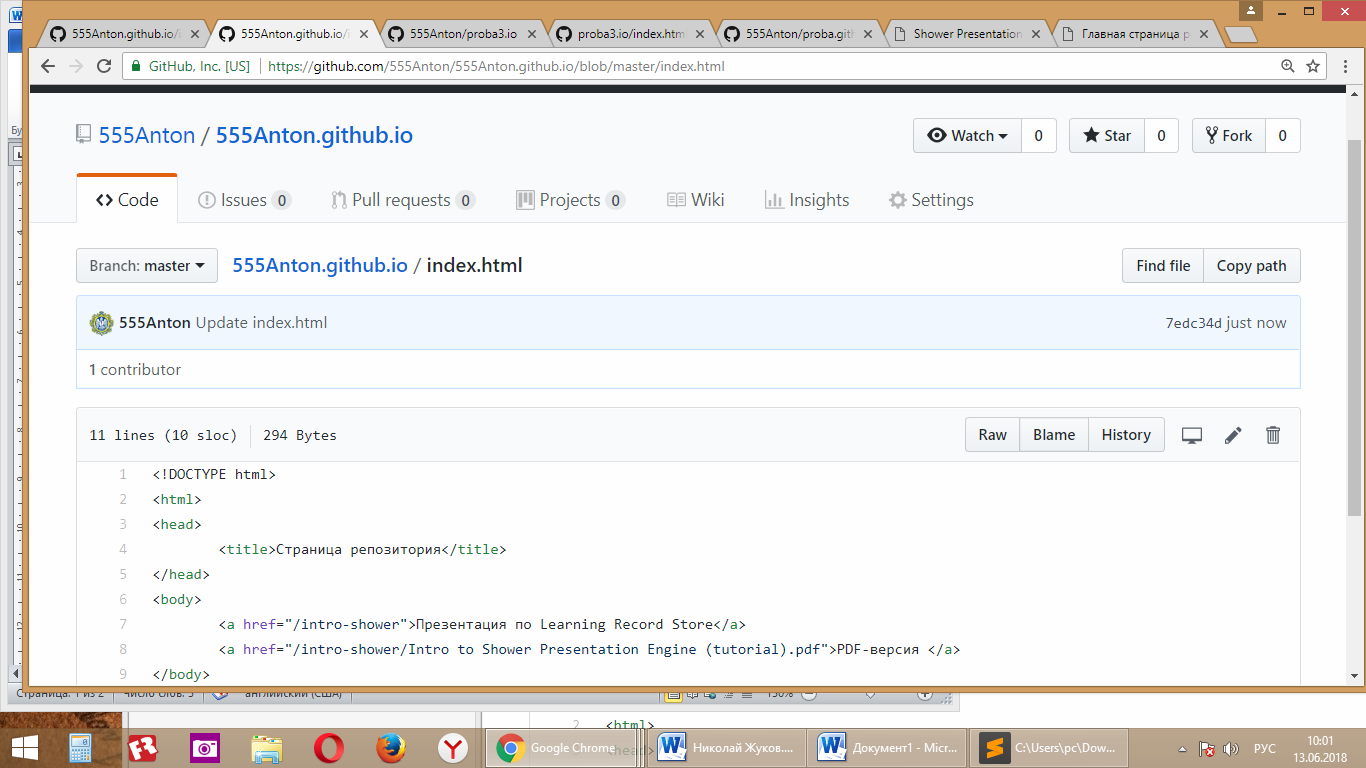 555Anton.github.io/i
555Anton.github.io/i
555Anton/proba3.io
proba3.io/index.htm
555Anton/proba.gith
Shower Presentation
Главная страница р
GitHub, Inc. [US] https://github.com/555Anton/555Anton.github.io/blob/master/index.html
555Anton / 555Anton.github.io
Watch 0 Star 0 Fork 0
Code Issues 0 Pull requests 0 Projects 0 Wiki Insights Settings
Branch: master 555Anton.github.io / index.html Find file Copy path
555Anton Update index.html 7edc34d just now
1 contributor
11 lines (10 sloc) 294 Bytes Raw Blame History
1 <!DOCTYPE html>
2 <html>
3 <head>
4 <title>Страница репозитория</title>
5 </head>
6 <body>
7 <a href="/intro-shower">Презентация по Learning Record Store</a>
8 <a href="/intro-shower/Intro to Shower Presentation Engine (tutorial).pdf">PDF-версия </a>
9 </body>
Страница: 1 из 2 Число слов: 5 английский (США) 150%
2 <html>
<head>
Google Chrome
Николай Жуков....
Документ1 - Micr...
C:\Users\pc\Dow...
РУС
10:01
13.06.2018